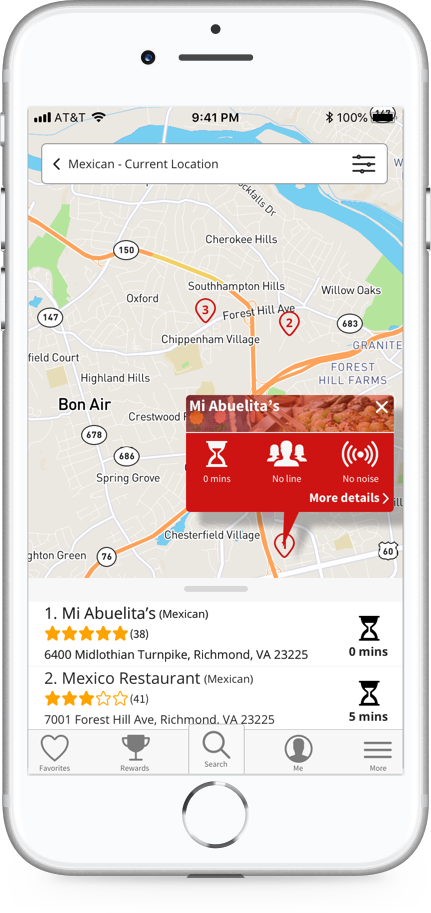 AT&T 9:41 PM 100%
147
Mexican - Current Location
W
ckfalls Dr
Cherokee Hills
150
Southhampton Hills
Oxford
Willow Oaks
3
Forest Hill Ave
2
147
683
Chippenham Village
GRANITE
field Court
FOREST
HILL FARMS
Highland Hills
Bon Air
Mi Abuelita's
Crestwood F
678
686
0 mins No line No noise
Spring Grove
More details
Chesterfield Village
60
ghton Green
76
1. Mi Abuelita's (Mexican)
(38)
0 mins
6400 Midlothian Turnpike, Richmond, VA 23225
2. Mexico Restaurant (Mexican)
(41)
5 mins
7001 Forest Hill Ave, Richmond, VA 23225
Favorites Rewards Search Me More